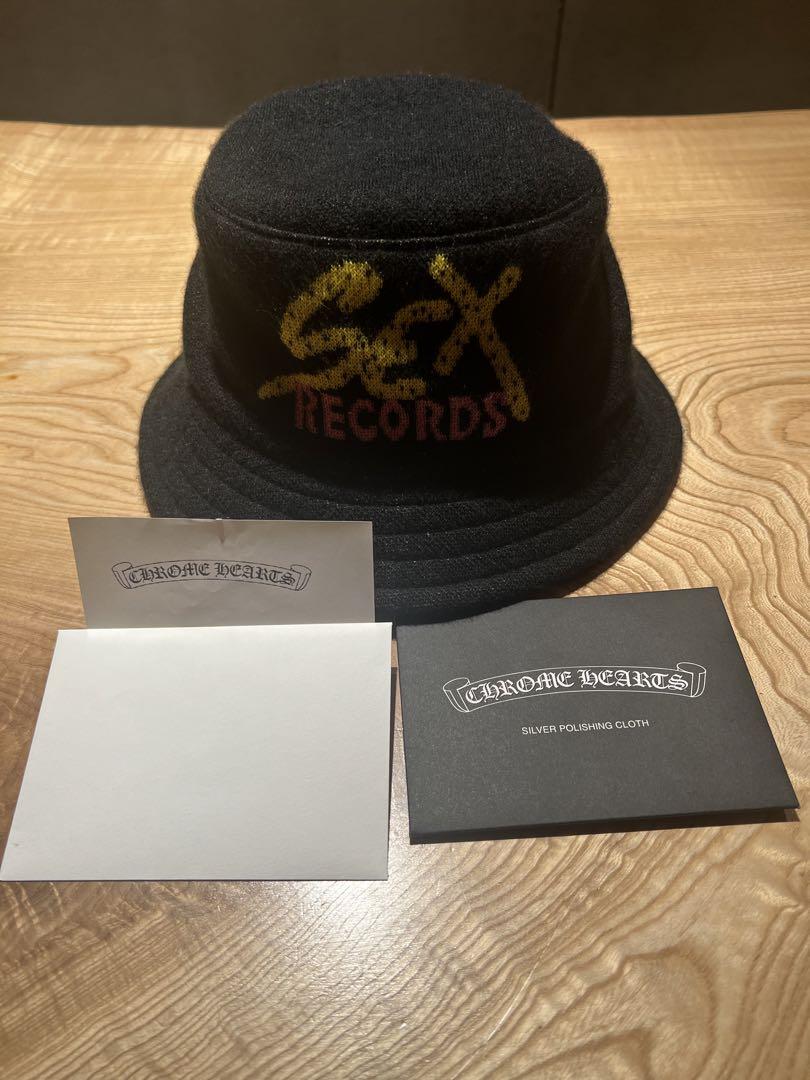 SEX
RECORDS
CHROME HEARTS
CHROME HEARTS
SILVER POLISHING CLOTH